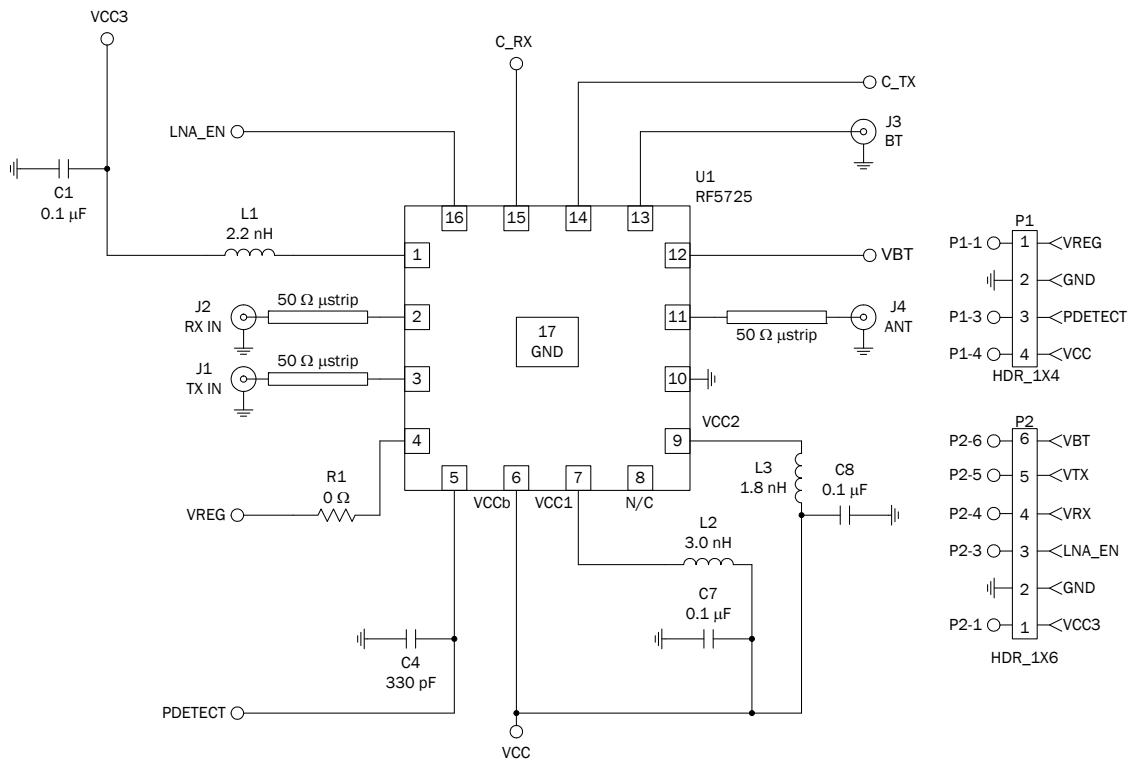 VCC3
C_RX
C_TX
LNA_EN
J3
BT
C1
0.1 µF
L1
2.2 nH
U1
RF5725
16
15
14
13
1
12
VBT
J2
RX IN
50 Ω µstrip
2
11
50 Ω µstrip
J4
ANT
17
GND
J1
TX IN
50 Ω µstrip
3
10
4
9
VCC2
R1
0 Ω
VREG
5
6
7
8
VCCb
VCC1
N/C
L3
1.8 nH
C8
0.1 µF
L2
3.0 nH
C7
0.1 µF
C4
330 pF
PDETECT
VCC
P1
P1-1 1 VREG
2 GND
P1-3 3 PDETECT
P1-4 4 VCC
HDR_1X4
P2
P2-6 6 VBT
P2-5 5 VTX
P2-4 4 VRX
P2-3 3 LNA_EN
2 GND
P2-1 1 VCC3
HDR_1X6